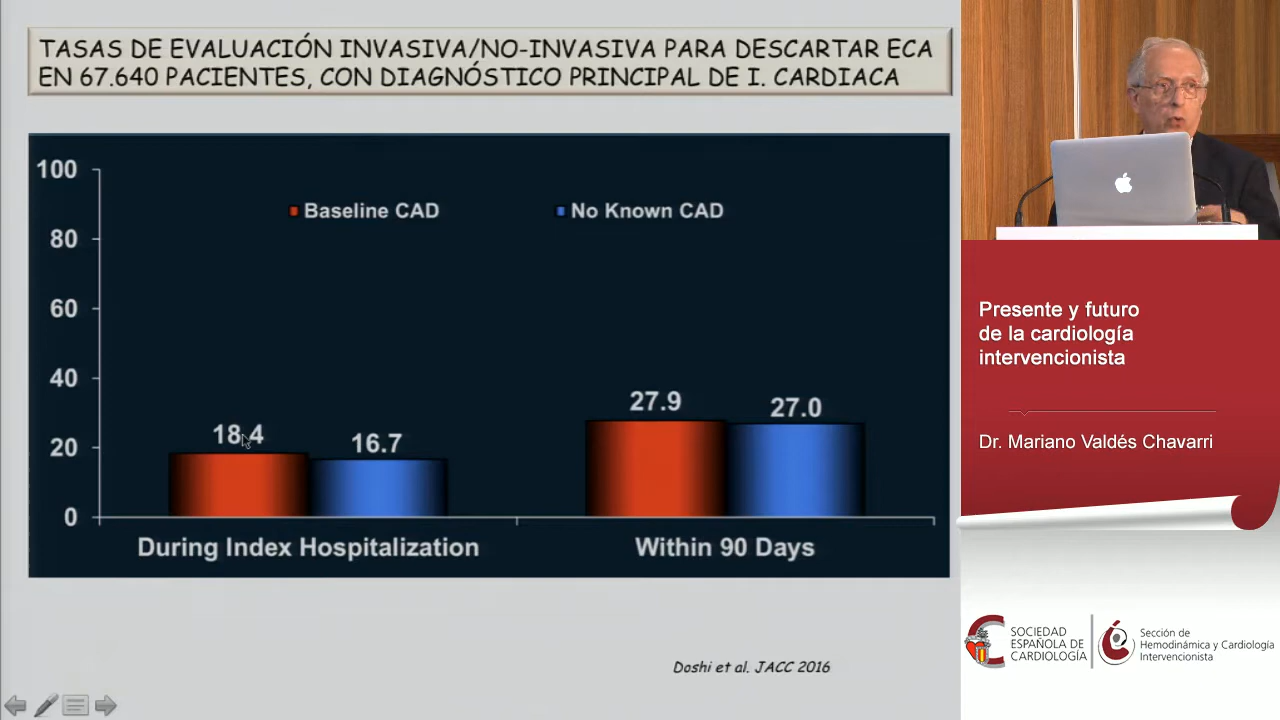 TASAS DE EVALUACIÓN INVASIVA/NO-INVASIVA PARA DESCARTAR ECA
EN 67.640 PACIENTES, CON DIAGNÓSTICO PRINCIPAL DE I. CARDIACA
100
80
60
40
20
0
Baseline CAD
No Known CAD
18.4
16.7
27.9
27.0
During Index Hospitalization
Within 90 Days
Doshi et al. JACC 2016
Presente y futuro
de la cardiología
intervencionista
Dr. Mariano Valdés Chavarri
SOCIEDAD
ESPAÑOLA DE
CARDIOLOGÍA
Sección de
Hemodinámica y Cardiología
Intervencionista